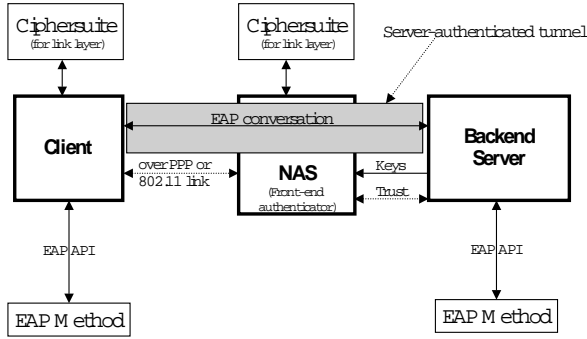 Ciphersuite
(for link layer)
Ciphersuite
(for link layer)
Server-authenticated tunnel
EAP conversation
Client
Backend
Server
over PPP or
802.11 link
NAS
(Front-end
authenticator)
Keys
Trust
EAP API
EAP API
EAP Method
EAP Method